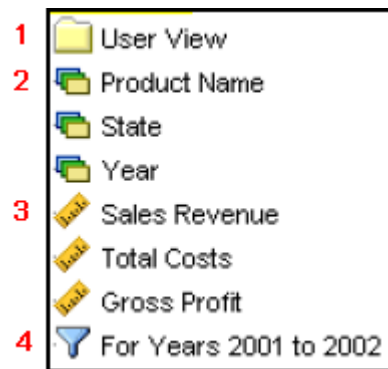 1 User View
2 Product Name
State
Year
3 Sales Revenue
Total Costs
Gross Profit
4 For Years 2001 to 2002